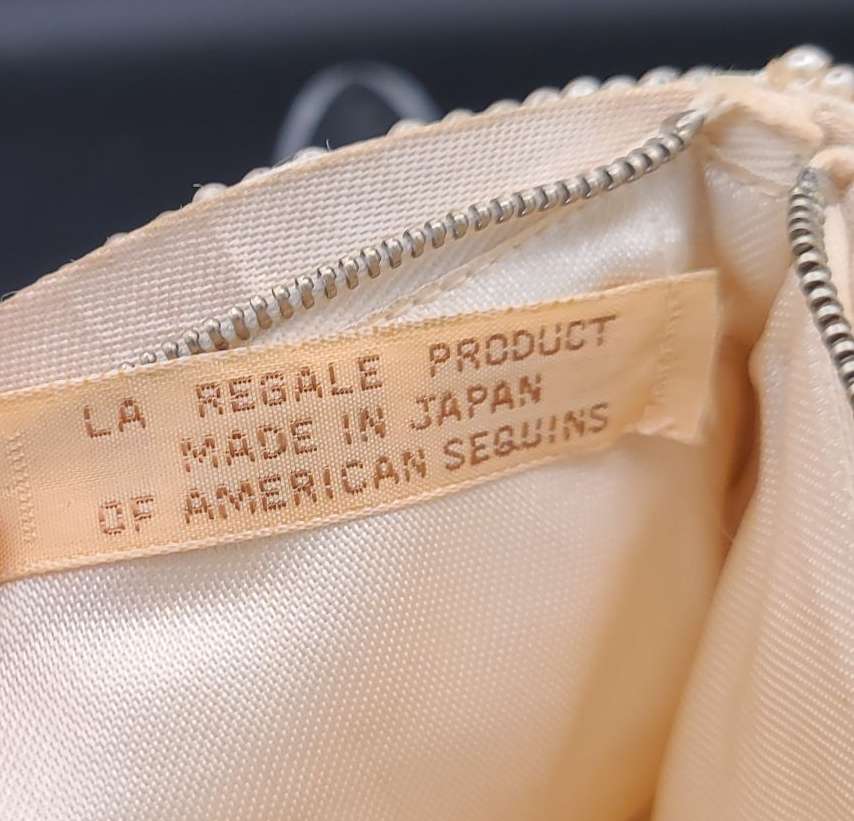 LA REGALE PRODUCT
MADE IN JAPAN
OF AMERICAN SEQUINS